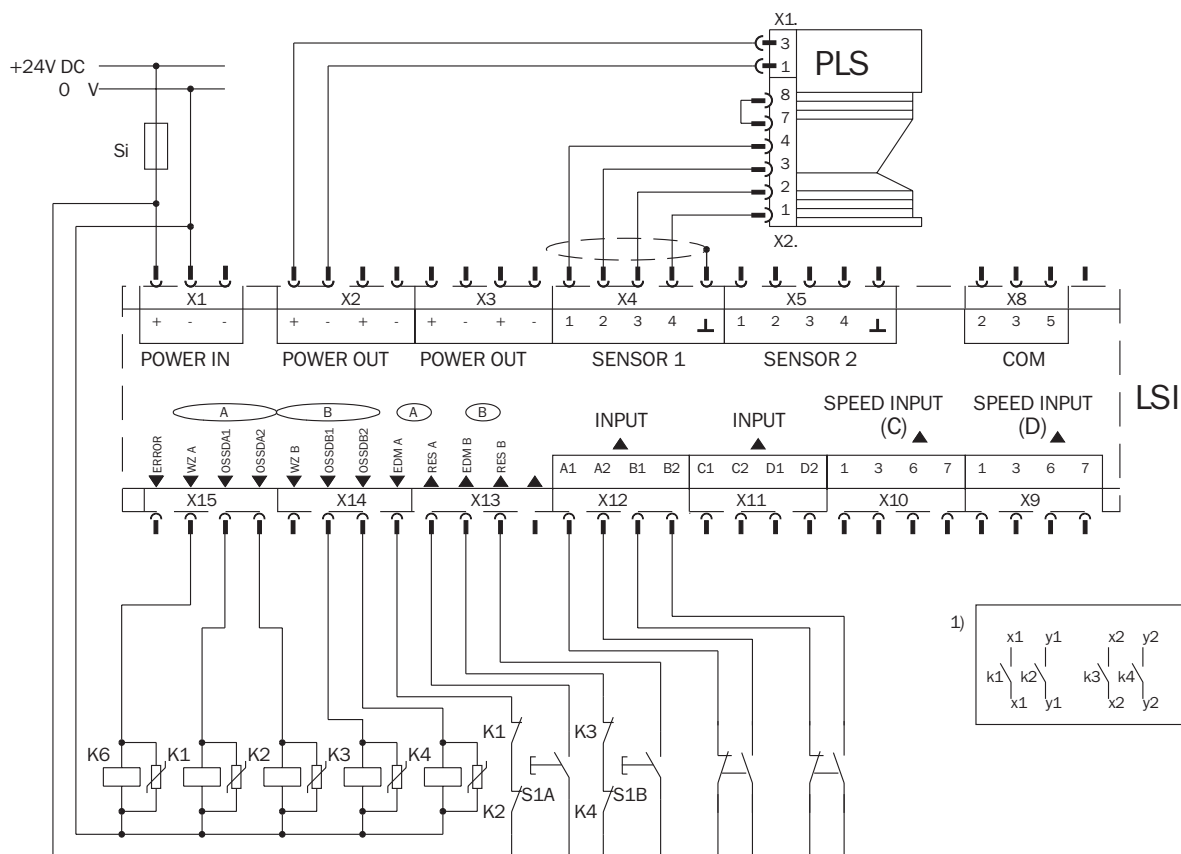 X1.
3
1
PLS
8
7
4
3
2
1
X2.
+24V DC
0 V
Si
X1 X2 X3 X4 X5 X8
+ - - + - + - + - + - 1 2 3 4 1 2 3 4 2 3 5
POWER IN POWER OUT POWER OUT SENSOR 1 SENSOR 2 COM
LSI
A B A B
INPUT INPUT SPEED INPUT (C) SPEED INPUT (D)
ERROR WZ A OSSDA1 OSSDA2 WZ B OSSDB1 OSSDB2 EDM A RES A EDM B RES B
A1 A2 B1 B2 C1 C2 D1 D2 1 3 6 7 1 3 6 7
X15 X14 X13 X12 X11 X10 X9
1)
x1 y1 x2 y2
k1 k2 k3 k4
x1 y1 x2 y2
K6 K1 K2 K3 K4 K1 K3
S1A S1B
K2 K4